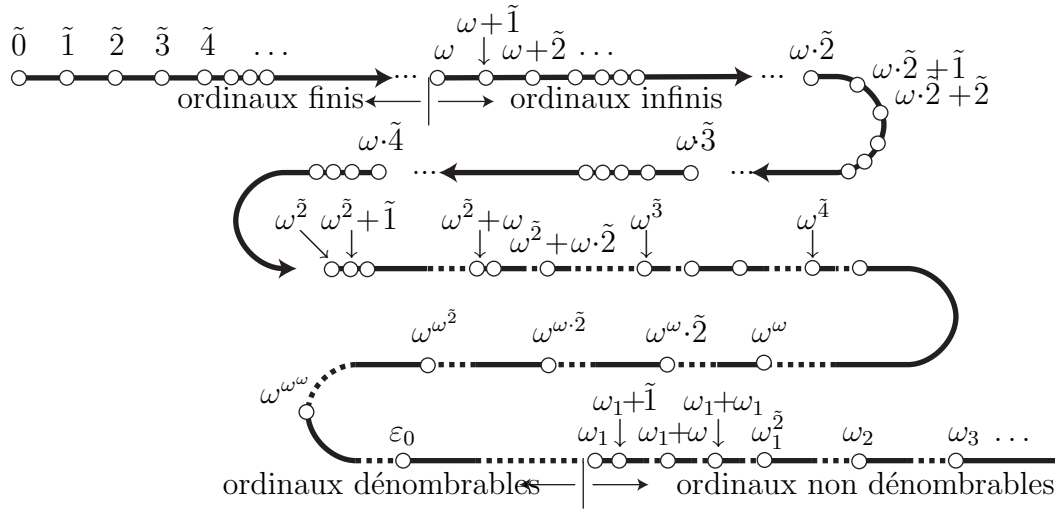 0̃ 1̃ 2̃ 3̃ 4̃ ... ... ω ω+1̃ ω+2̃ ... ... ω·2̃ ω·2̃+1̃
ω·2̃+2̃
ordinaux finis ordinaux infinis
ω·4̃ ... ω·3̃ ...
ω^2̃ ω^2̃+1̃ ω^2̃+ω ω^2̃+ω·2̃ ω^3̃ ω^4̃
ω^ω^2̃ ω^ω·2̃ ω^ω·2̃ ω^ω
ω^ω^ω
ω₁+1̃ ω₁+ω₁
ε₀ ω₁ ω₁+ω ω₁^2̃ ω₂ ω₃ ...
ordinaux dénombrables ordinaux non dénombrables